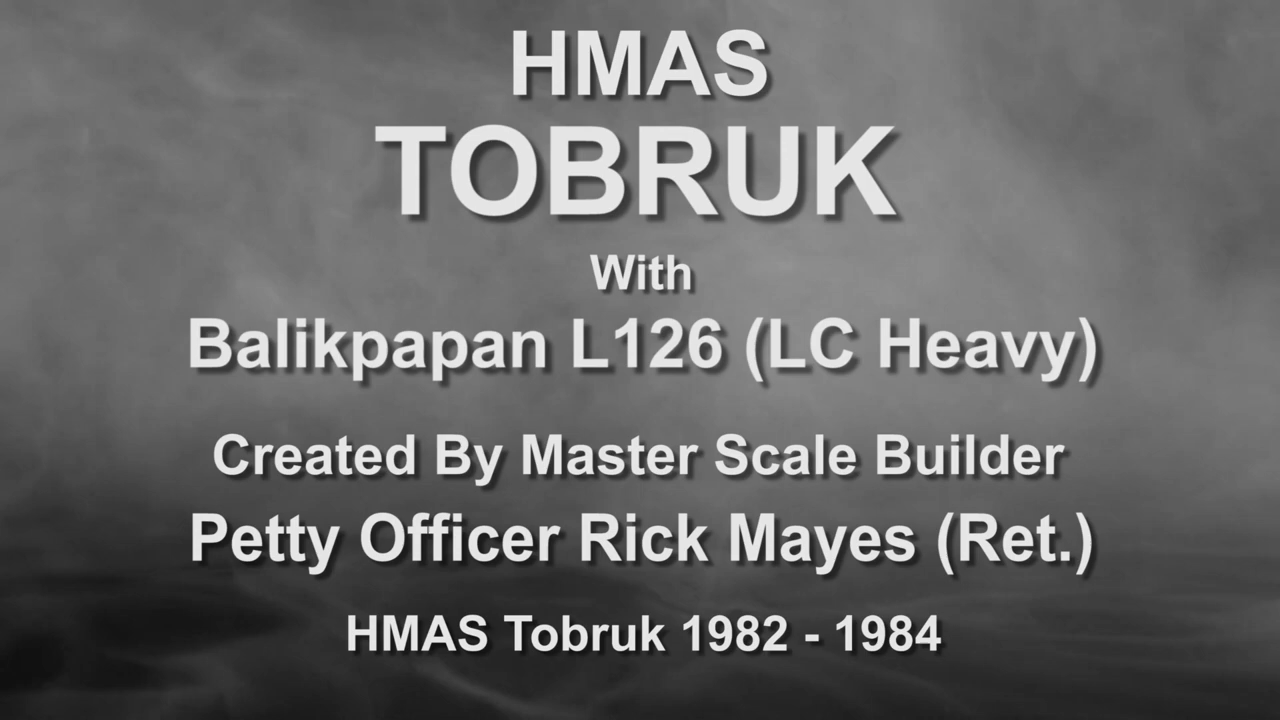 HMAS
TOBRUK
With
Balikpapan L126 (LC Heavy)
Created By Master Scale Builder
Petty Officer Rick Mayes (Ret.)
HMAS Tobruk 1982 - 1984